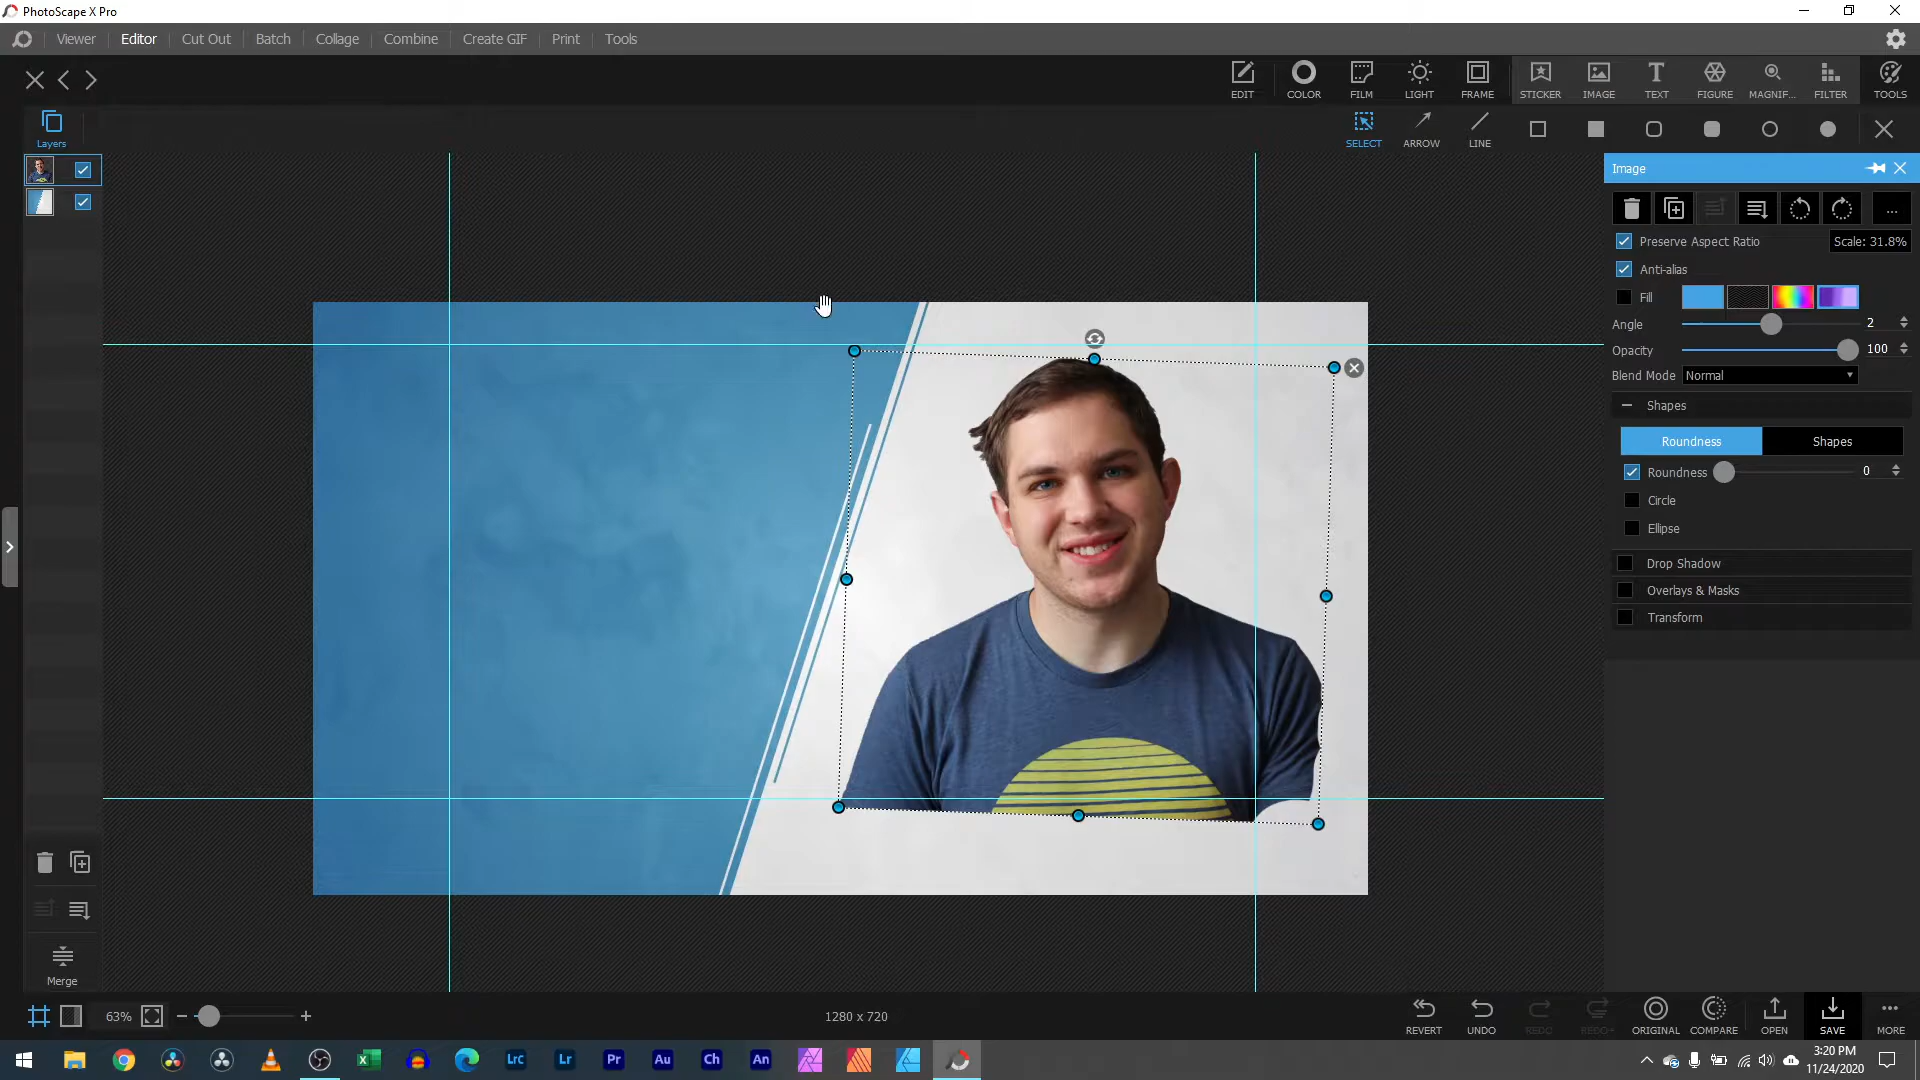 PhotoScape X Pro
Viewer Editor Cut Out Batch Collage Combine Create GIF Print Tools
EDIT COLOR FILM LIGHT FRAME STICKER IMAGE TEXT FIGURE MAGNIF... FILTER TOOLS
Layers SELECT ARROW LINE
Image
...
Preserve Aspect Ratio Scale: 31.8%
Anti-alias
Fill
Angle 2
Opacity 100
Blend Mode Normal
Shapes
Roundness Shapes
Roundness 0
Circle
Ellipse
Drop Shadow
Overlays & Masks
Transform
Merge
63% 1280 x 720
REVERT UNDO REDO REDO+ ORIGINAL COMPARE OPEN SAVE MORE
Lrc Lr Pr Au Ch An
3:20 PM
11/24/2020